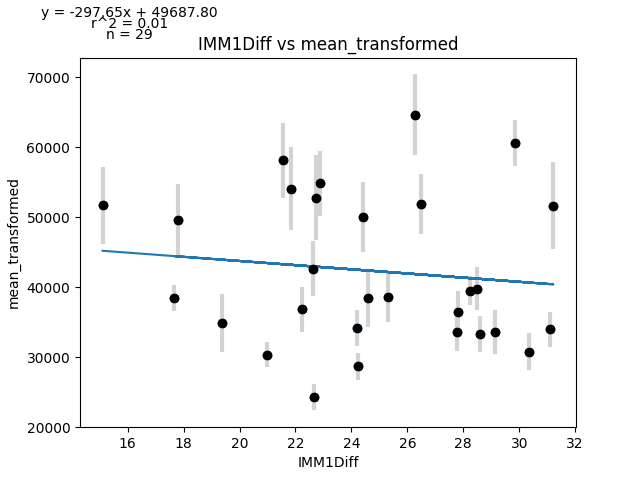 y = -297.65x + 49687.80
r^2 = 0.01
n = 29
IMM1Diff vs mean_transformed
70000
60000
50000
40000
30000
20000
mean_transformed
16 18 20 22 24 26 28 30 32
IMM1Diff